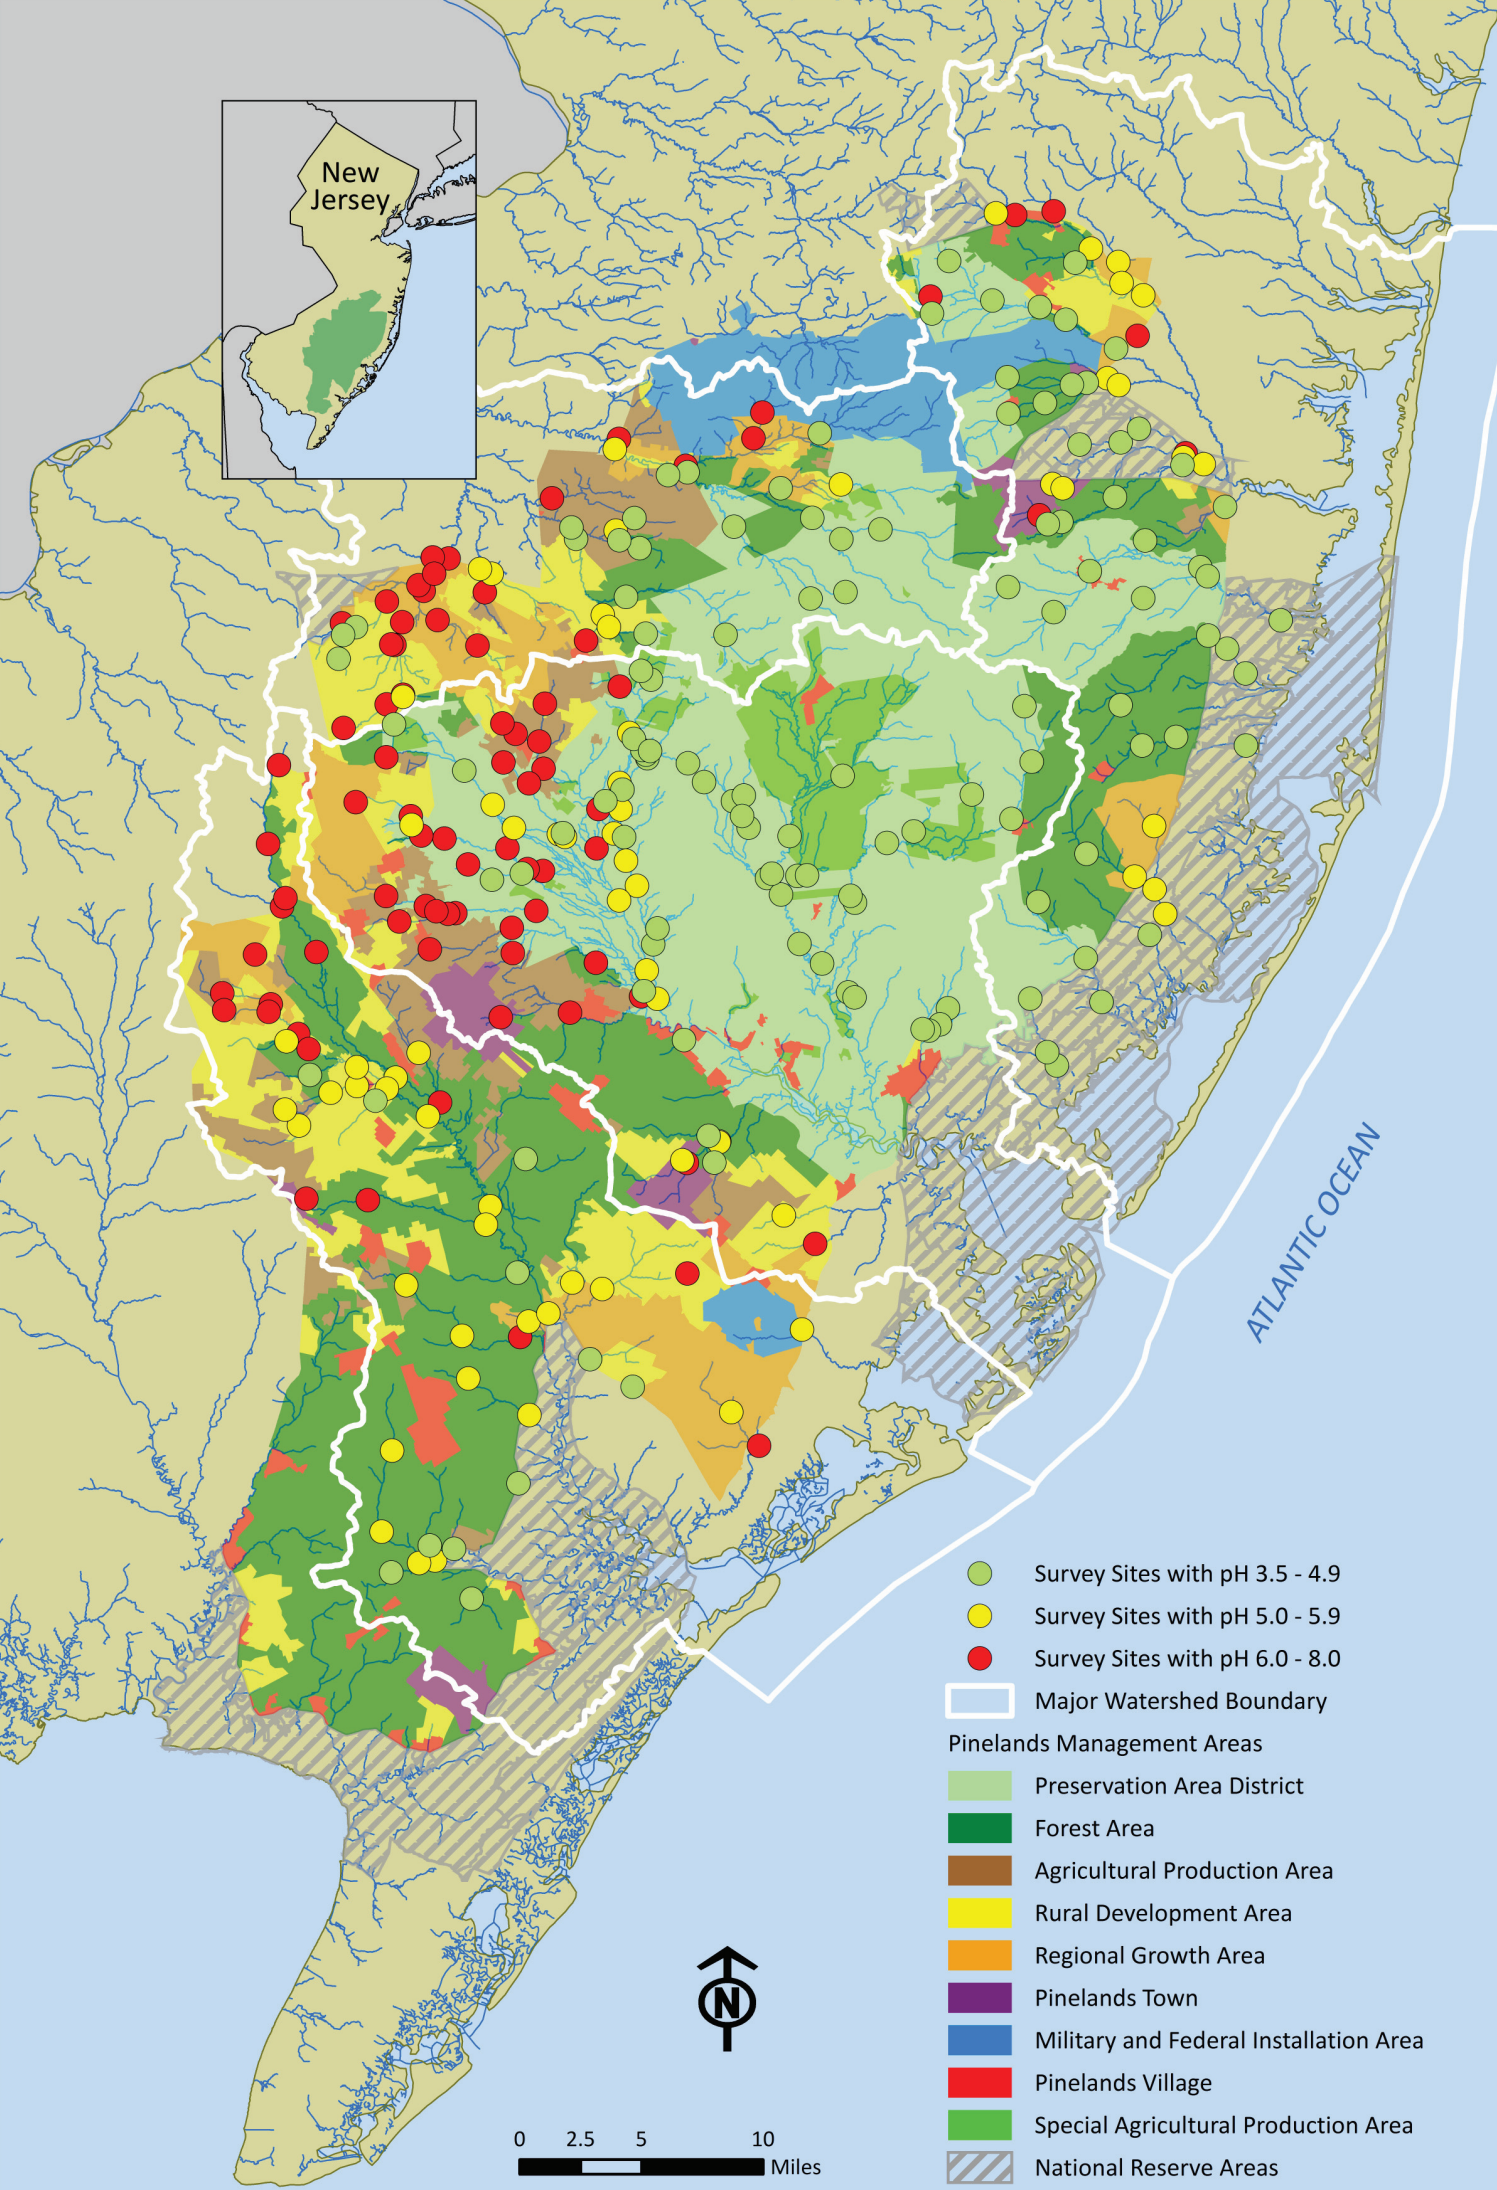 New
Jersey
ATLANTIC OCEAN
Survey Sites with pH 3.5 - 4.9
Survey Sites with pH 5.0 - 5.9
Survey Sites with pH 6.0 - 8.0
Major Watershed Boundary
Pinelands Management Areas
Preservation Area District
Forest Area
Agricultural Production Area
Rural Development Area
Regional Growth Area
Pinelands Town
Military and Federal Installation Area
Pinelands Village
Special Agricultural Production Area
National Reserve Areas
N
0 2.5 5 10
Miles